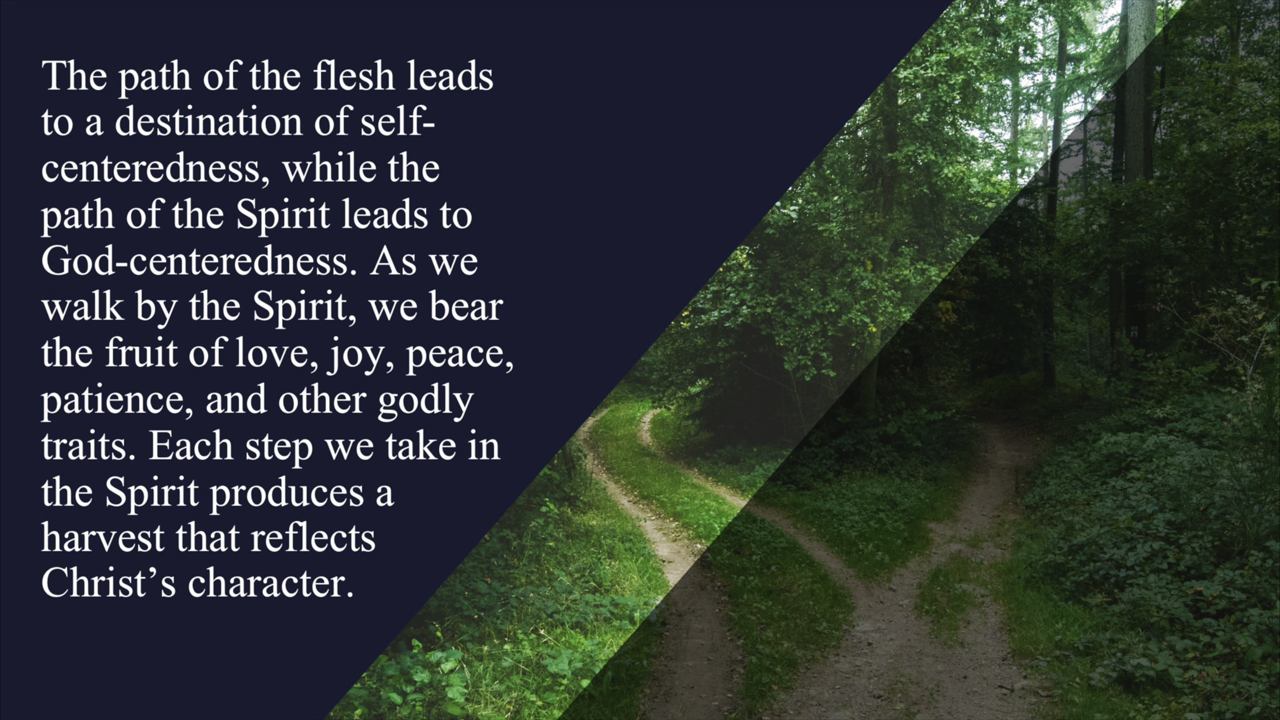 The path of the flesh leads
to a destination of self-
centeredness, while the
path of the Spirit leads to
God-centeredness. As we
walk by the Spirit, we bear
the fruit of love, joy, peace,
patience, and other godly
traits. Each step we take in
the Spirit produces a
harvest that reflects
Christ’s character.